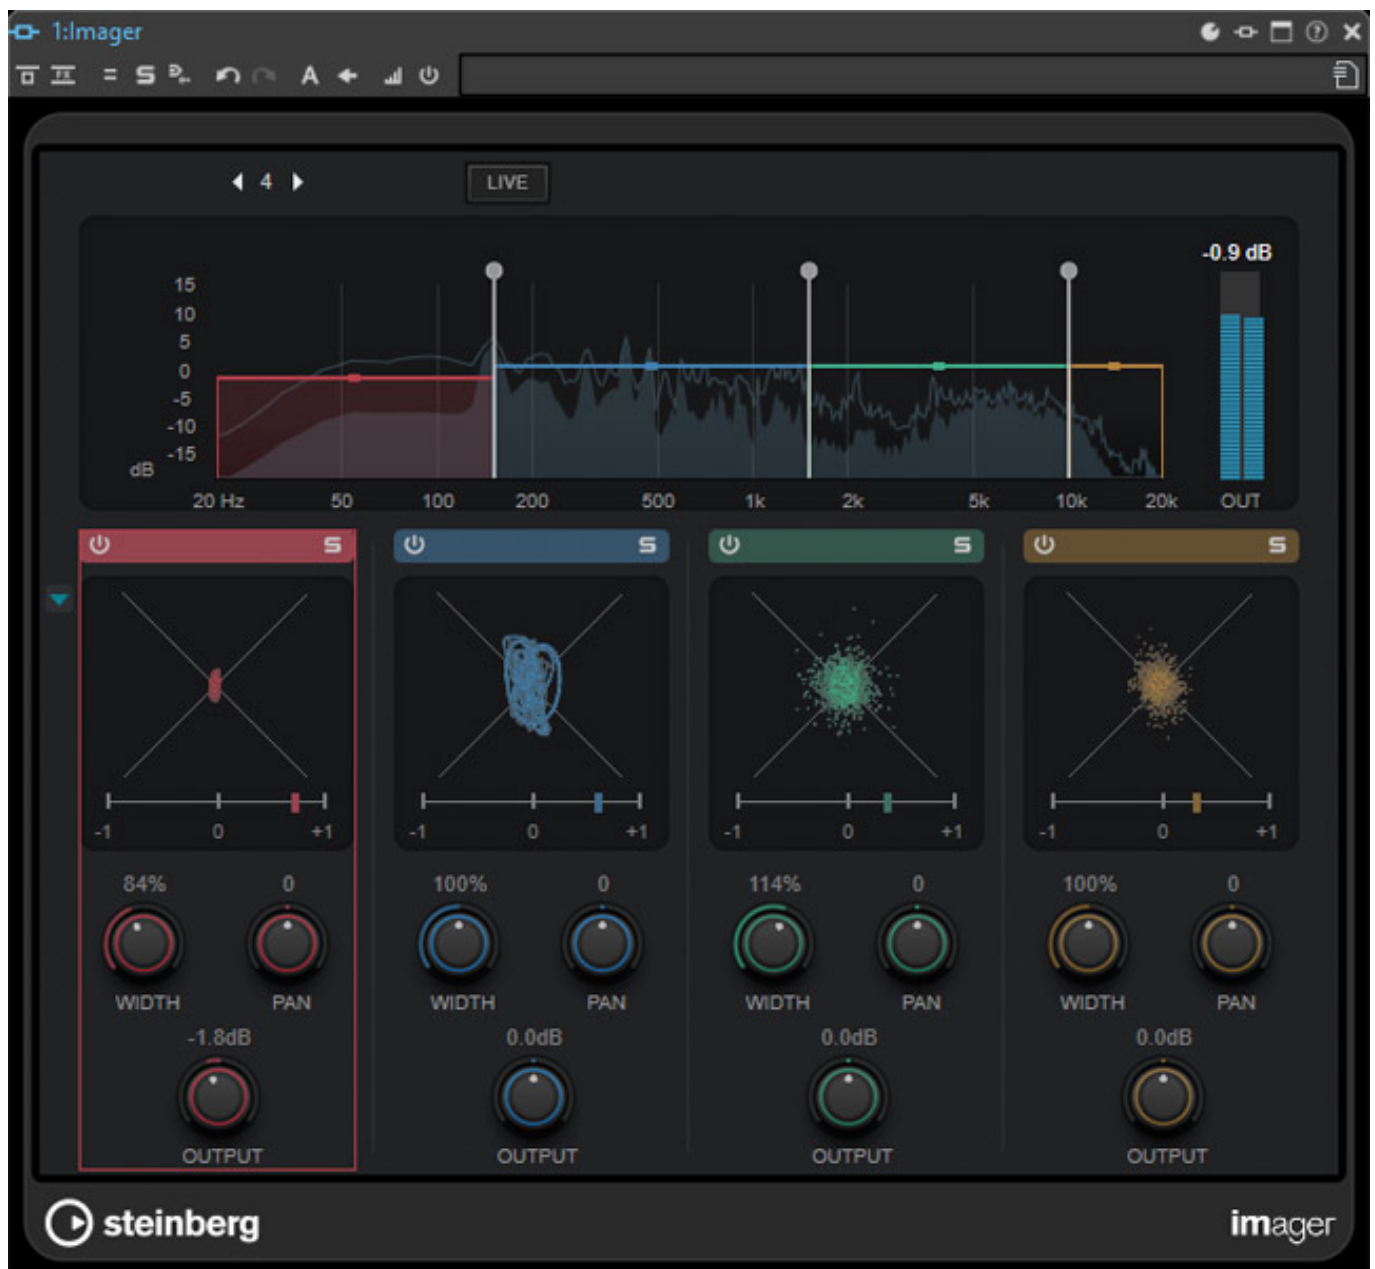 1:Imager
FX S A
4 LIVE
-0.9 dB
15
10
5
0
-5
-10
-15
dB
20 Hz 50 100 200 500 1k 2k 5k 10k 20k OUT
S S S S
-1 0 +1 -1 0 +1 -1 0 +1 -1 0 +1
84% 0 100% 0 114% 0 100% 0
WIDTH PAN WIDTH PAN WIDTH PAN WIDTH PAN
-1.8dB 0.0dB 0.0dB 0.0dB
OUTPUT OUTPUT OUTPUT OUTPUT
steinberg imager